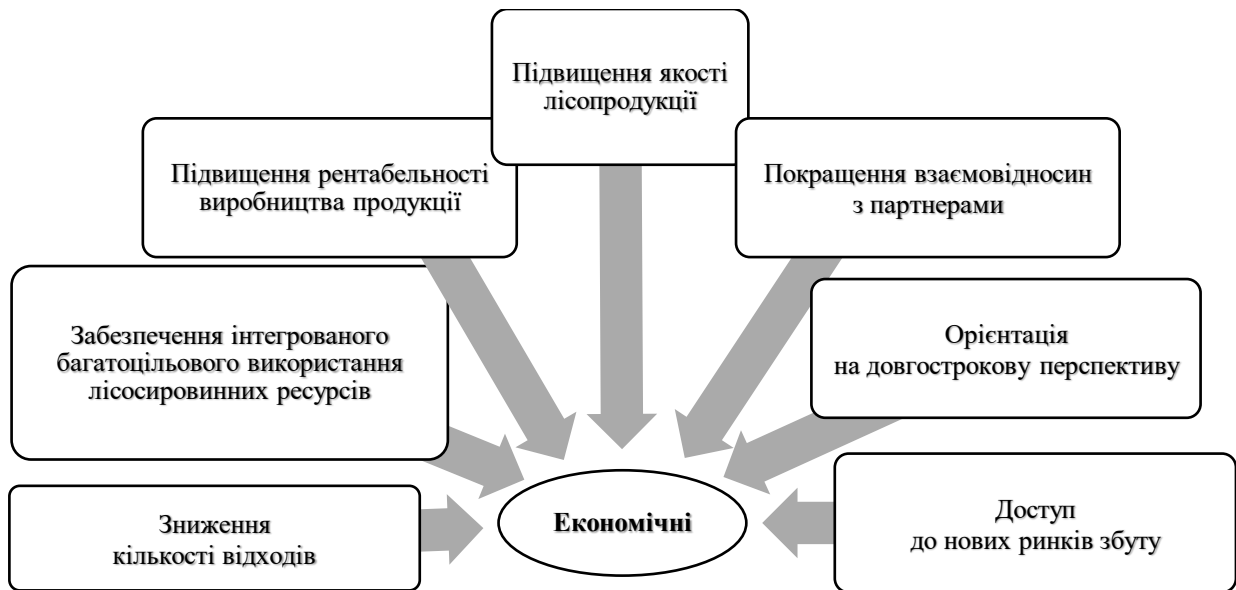 Підвищення якості
лісопродукції
Підвищення рентабельності
виробництва продукції
Покращення взаємовідносин
з партнерами
Забезпечення інтегрованого
багатоцільового використання
лісосировинних ресурсів
Орієнтація
на довгострокову перспективу
Зниження
кількості відходів
Економічні
Доступ
до нових ринків збуту